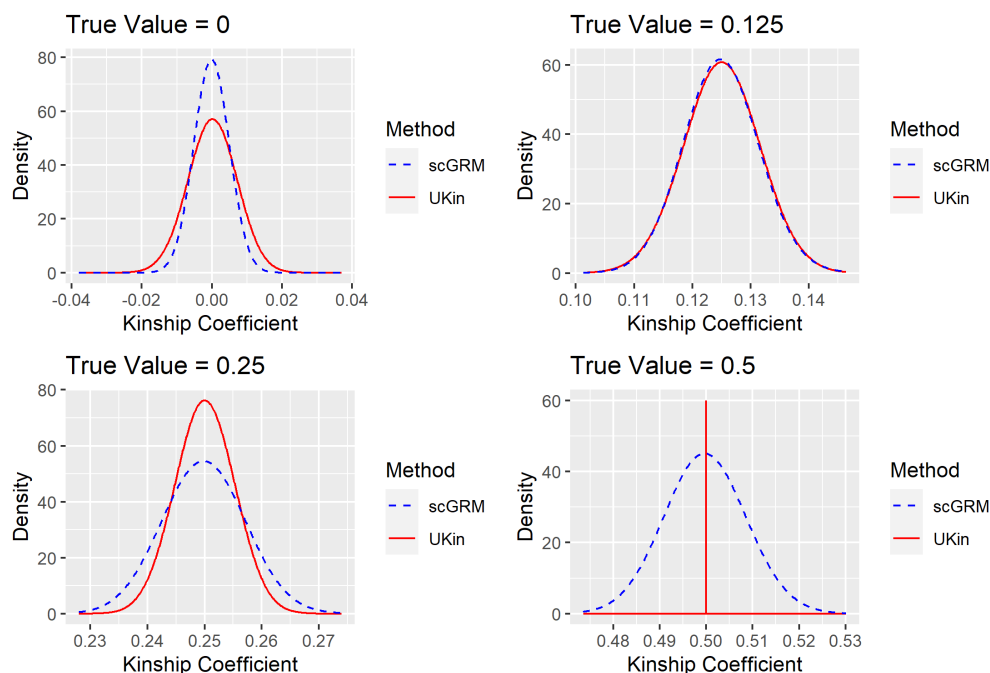 True Value = 0
80
60
40
20
0
Density
-0.04 -0.02 0.00 0.02 0.04
Kinship Coefficient
Method
scGRM
UKin
True Value = 0.125
60
40
20
0
Density
0.10 0.11 0.12 0.13 0.14
Kinship Coefficient
Method
scGRM
UKin
True Value = 0.25
80
60
40
20
0
Density
0.23 0.24 0.25 0.26 0.27
Kinship Coefficient
Method
scGRM
UKin
True Value = 0.5
60
40
20
0
Density
0.48 0.49 0.50 0.51 0.52 0.53
Kinship Coefficient
Method
scGRM
UKin